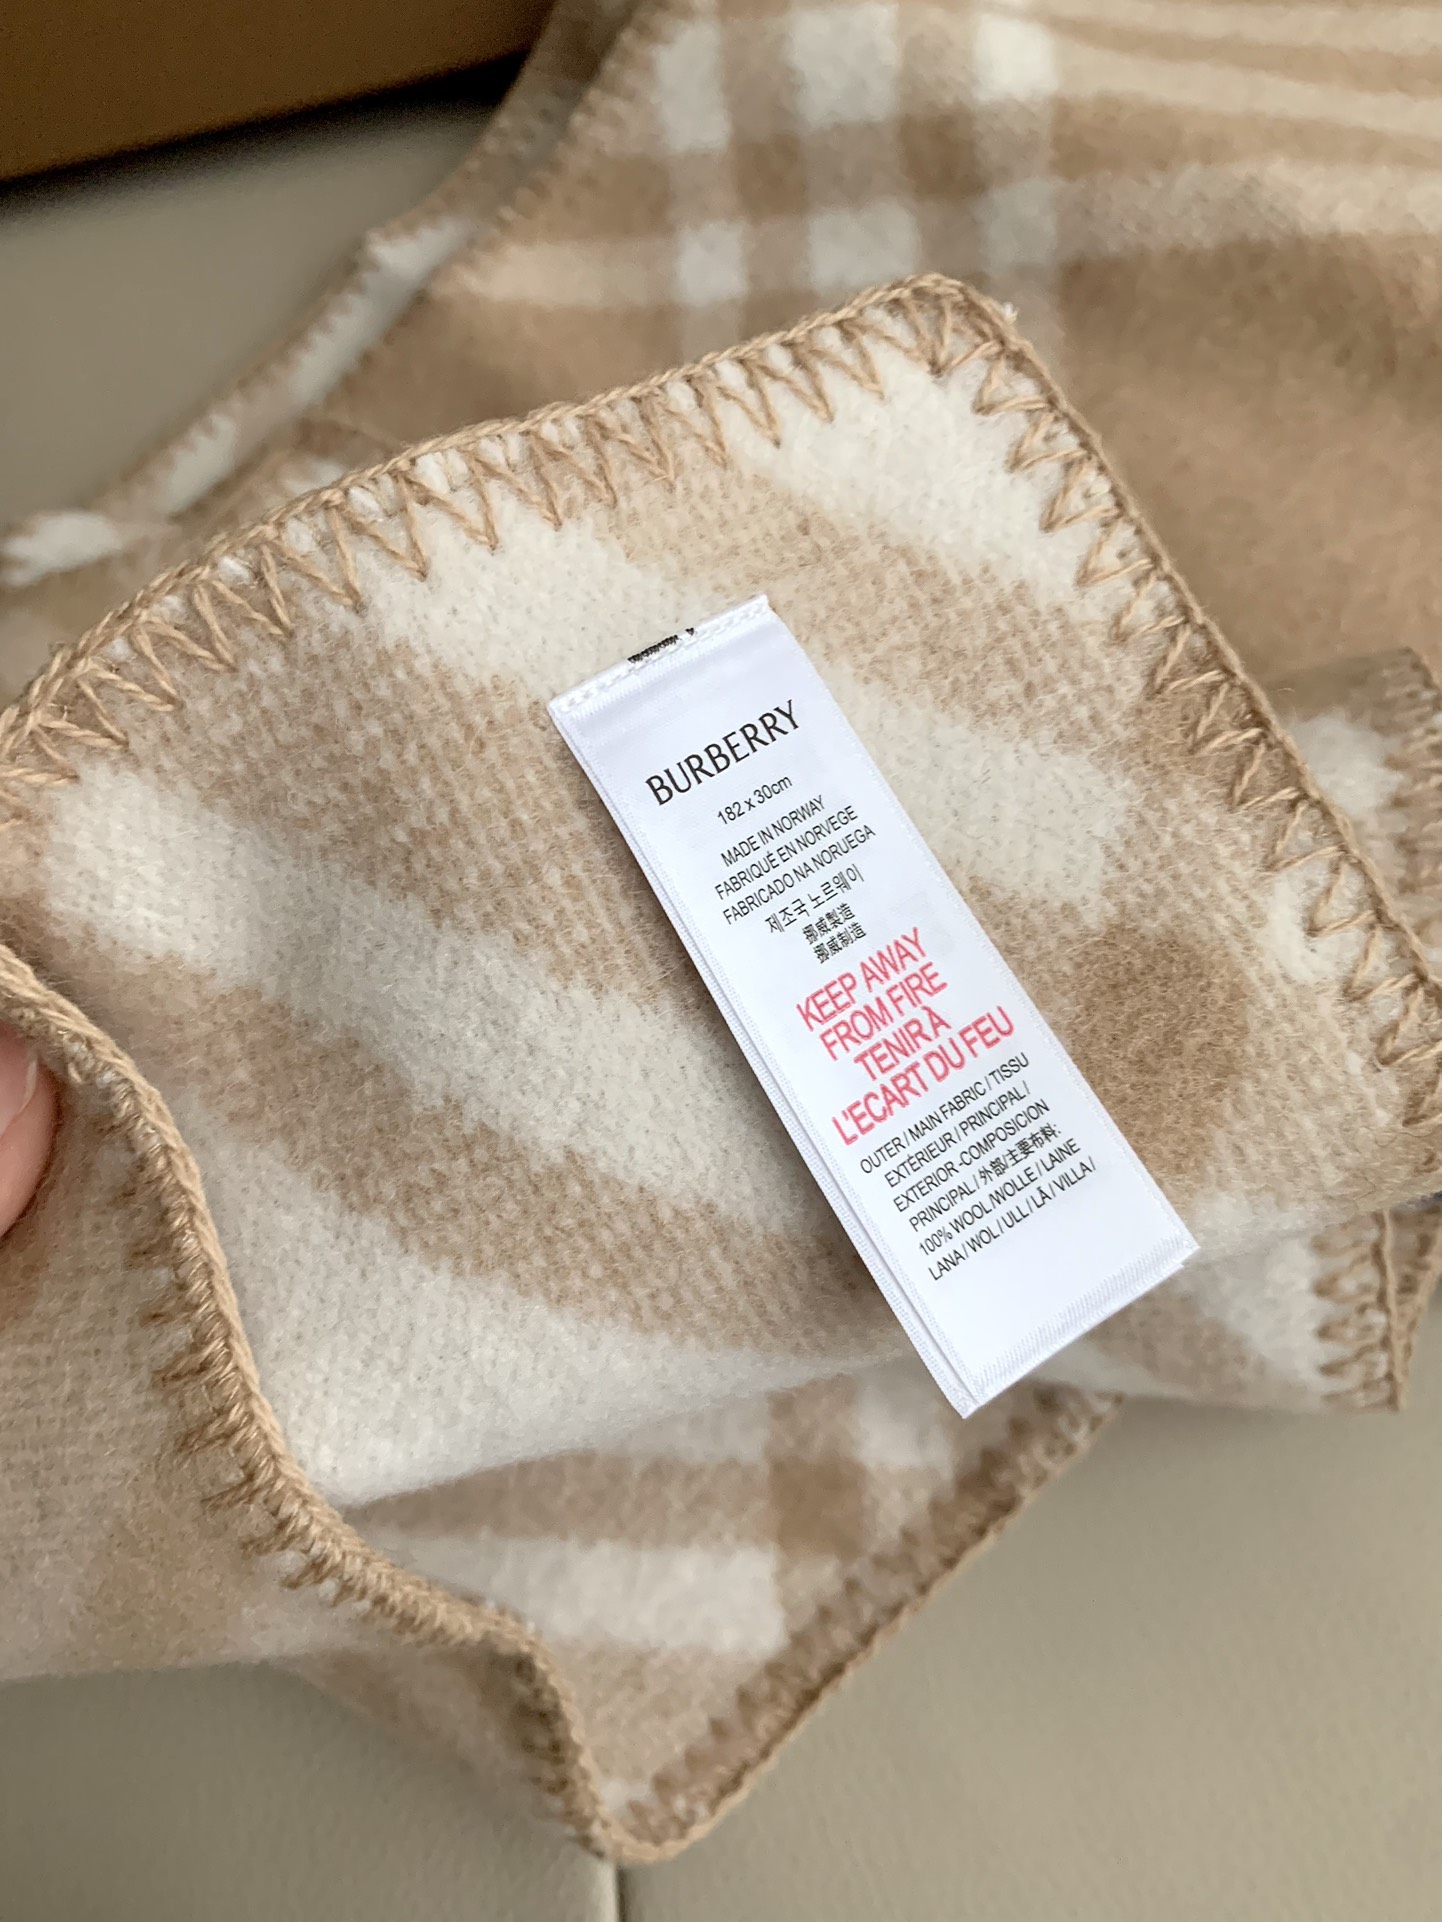 BURBERRY
182 x 30cm
MADE IN NORWAY
FABRIQUÉ EN NORVEGE
FABRICADO NA NORUEGA
제조국 노르웨이
挪威製造
挪威制造
KEEP AWAY
FROM FIRE
TENIR À
L'ECART DU FEU
OUTER / MAIN FABRIC / TISSU
EXTÉRIEUR / PRINCIPAL /
EXTERIOR -COMPOSICION
PRINCIPAL / 外部/主要布料:
100% WOOL /WOLLE / LAINE
LANA / WOL / ULL / LÃ / VILLA /